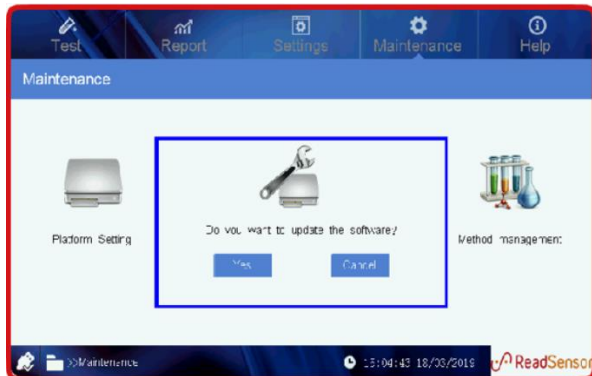 Test Report Settings Maintenance Help
Maintenance
Do you want to update the software?
Platform Setting
Method management
Yes Cancel
>>Maintenance
15:04:43 18/03/2019
ReadSensor